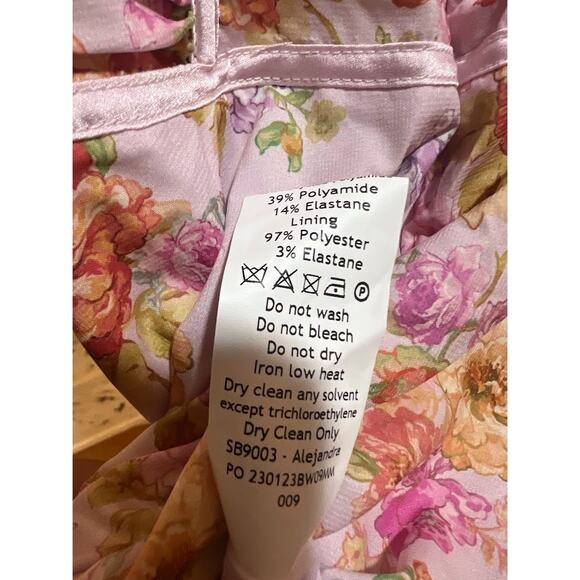 39% Polyamide
14% Elastane
Lining
97% Polyester
3% Elastane
P
Do not wash
Do not bleach
Do not dry
Iron low heat
Dry clean any solvent
except trichloroethylene
Dry Clean Only
SB9003 - Alejandra
PO 230123BW09MM
009